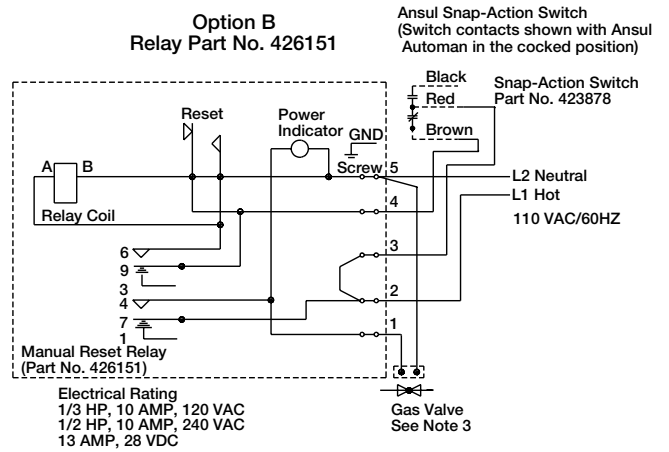 Option B
Relay Part No. 426151
Ansul Snap-Action Switch
(Switch contacts shown with Ansul
Automan in the cocked position)
Black
Red
Brown
Snap-Action Switch
Part No. 423878
Reset
Power
Indicator
GND
Screw
5
L2 Neutral
L1 Hot
110 VAC/60HZ
A
B
Relay Coil
4
6
9
3
3
4
2
7
1
1
Manual Reset Relay
(Part No. 426151)
Electrical Rating
1/3 HP, 10 AMP, 120 VAC
1/2 HP, 10 AMP, 240 VAC
13 AMP, 28 VDC
Gas Valve
See Note 3